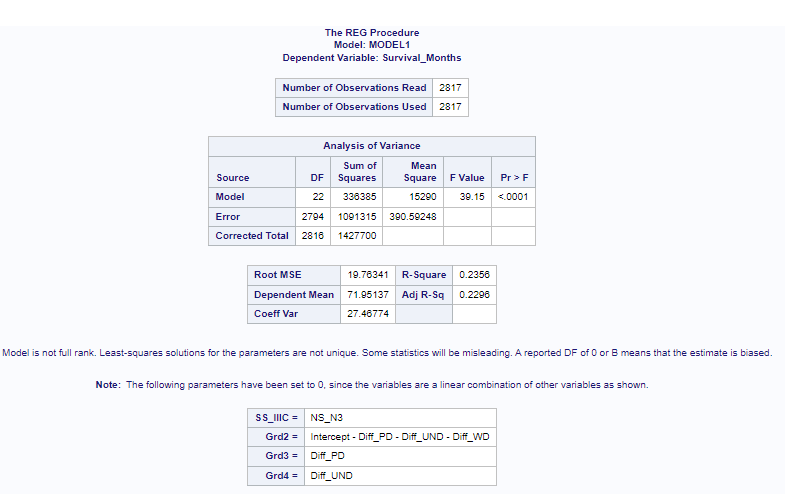 The REG Procedure
Model: MODEL1
Dependent Variable: Survival_Months
Number of Observations Read 2817
Number of Observations Used 2817
Analysis of Variance
Source DF Sum of Squares Mean Square F Value Pr > F
Model 22 336385 15290 39.15 <.0001
Error 2794 1091315 390.59248
Corrected Total 2816 1427700
Root MSE 19.76341 R-Square 0.2356
Dependent Mean 71.95137 Adj R-Sq 0.2296
Coeff Var 27.46774
Model is not full rank. Least-squares solutions for the parameters are not unique. Some statistics will be misleading. A reported DF of 0 or B means that the estimate is biased.
Note: The following parameters have been set to 0, since the variables are a linear combination of other variables as shown.
SS_IIIC = NS_N3
Grd2 = Intercept - Diff_PD - Diff_UND - Diff_WD
Grd3 = Diff_PD
Grd4 = Diff_UND